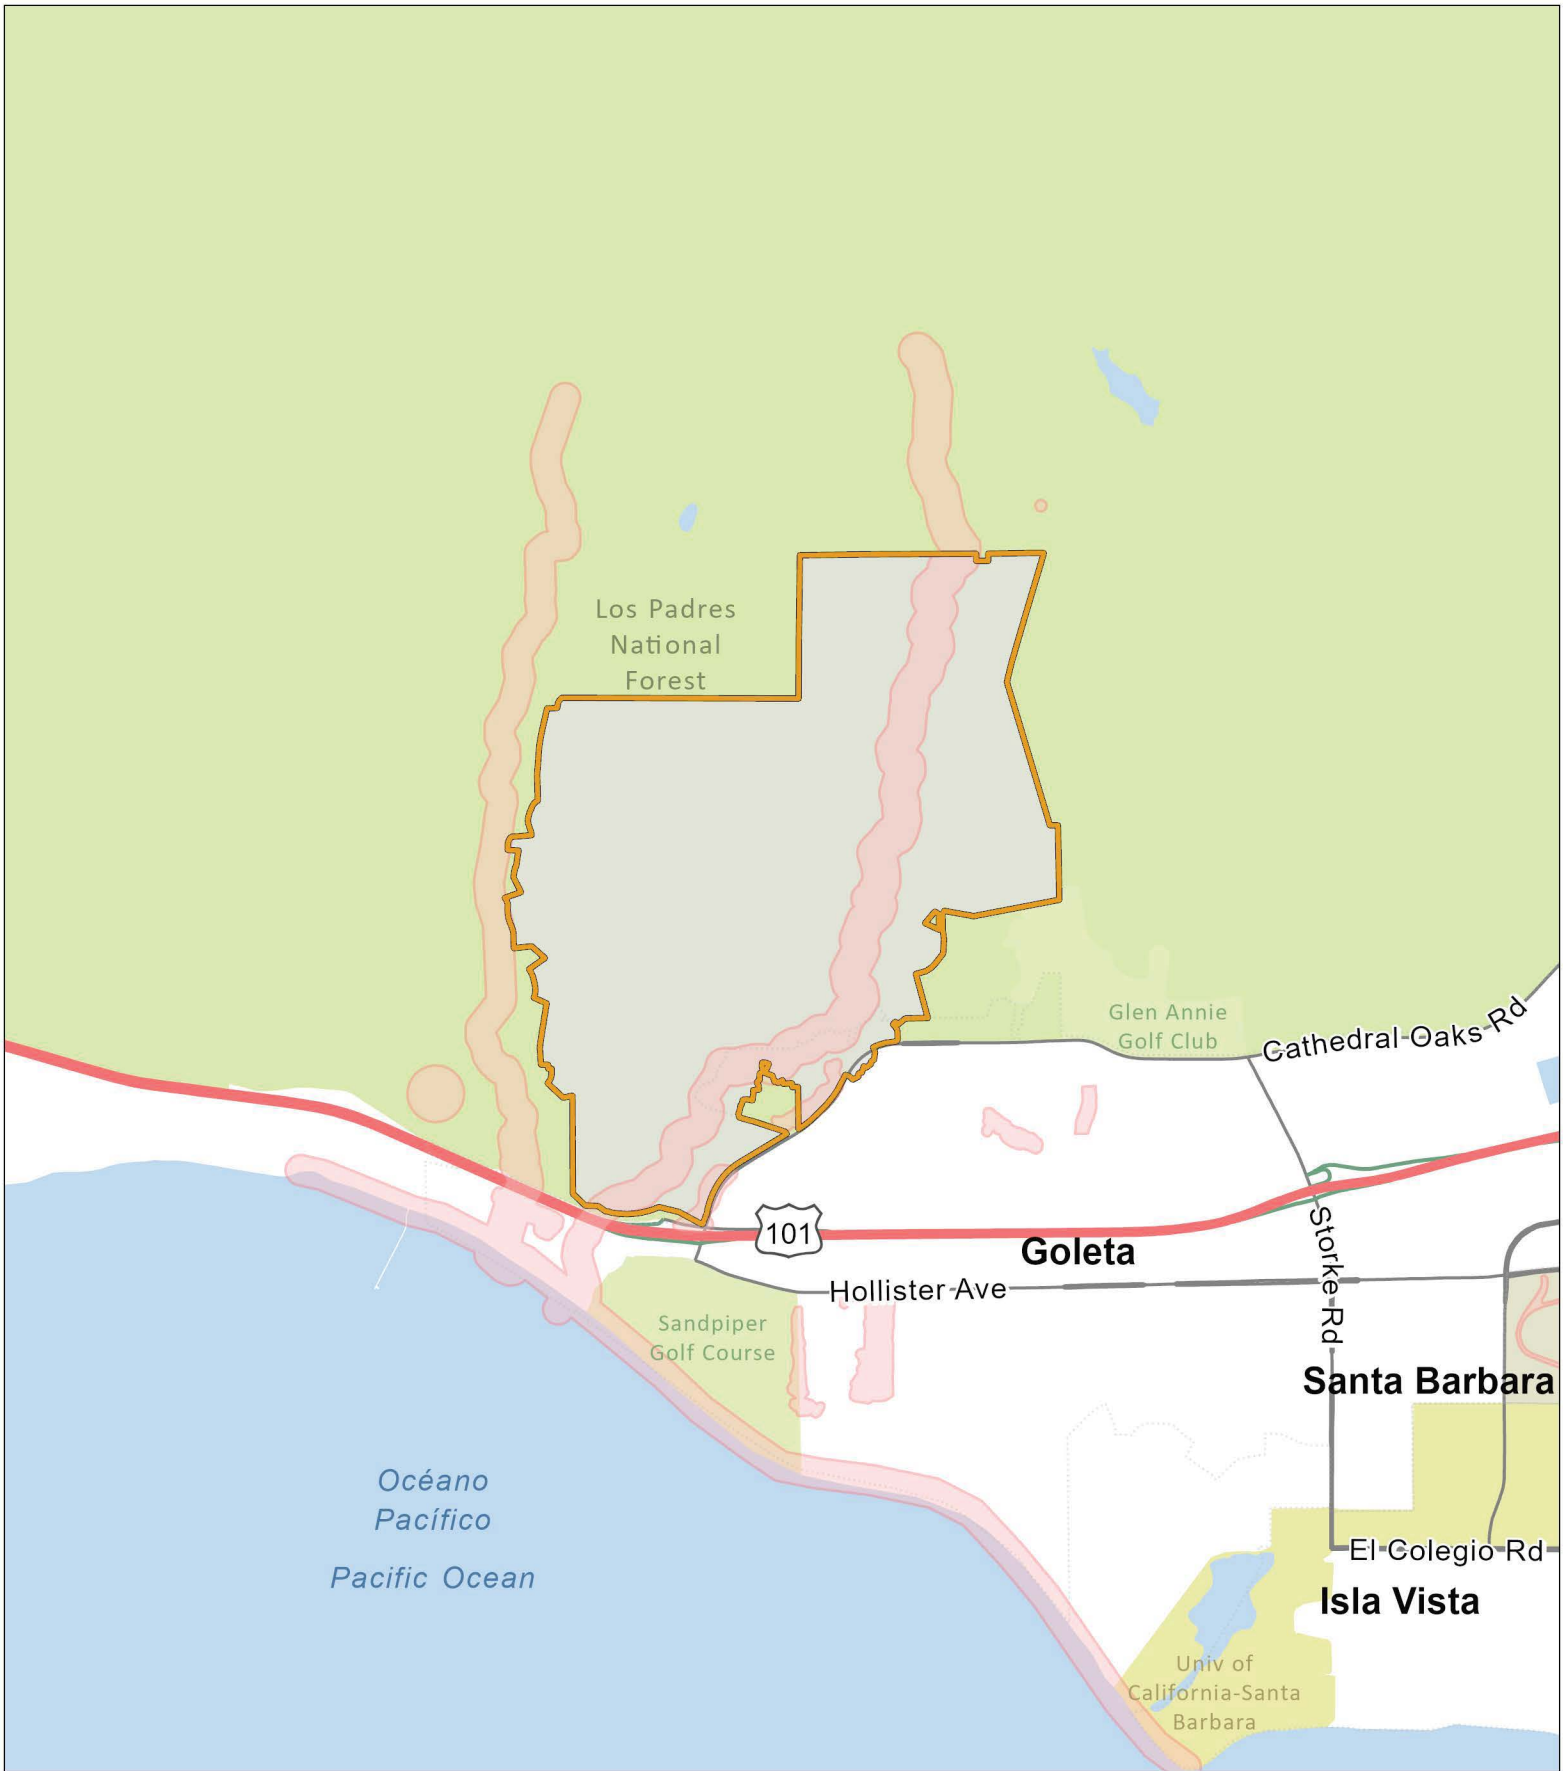 Los Padres
National
Forest
Glen Annie
Golf Club
Cathedral Oaks Rd
101
Goleta
Storke Rd
Hollister Ave
Sandpiper
Golf Course
Santa Barbara
Océano
Pacífico
Pacific Ocean
El Colegio Rd
Isla Vista
Univ of
California-Santa
Barbara